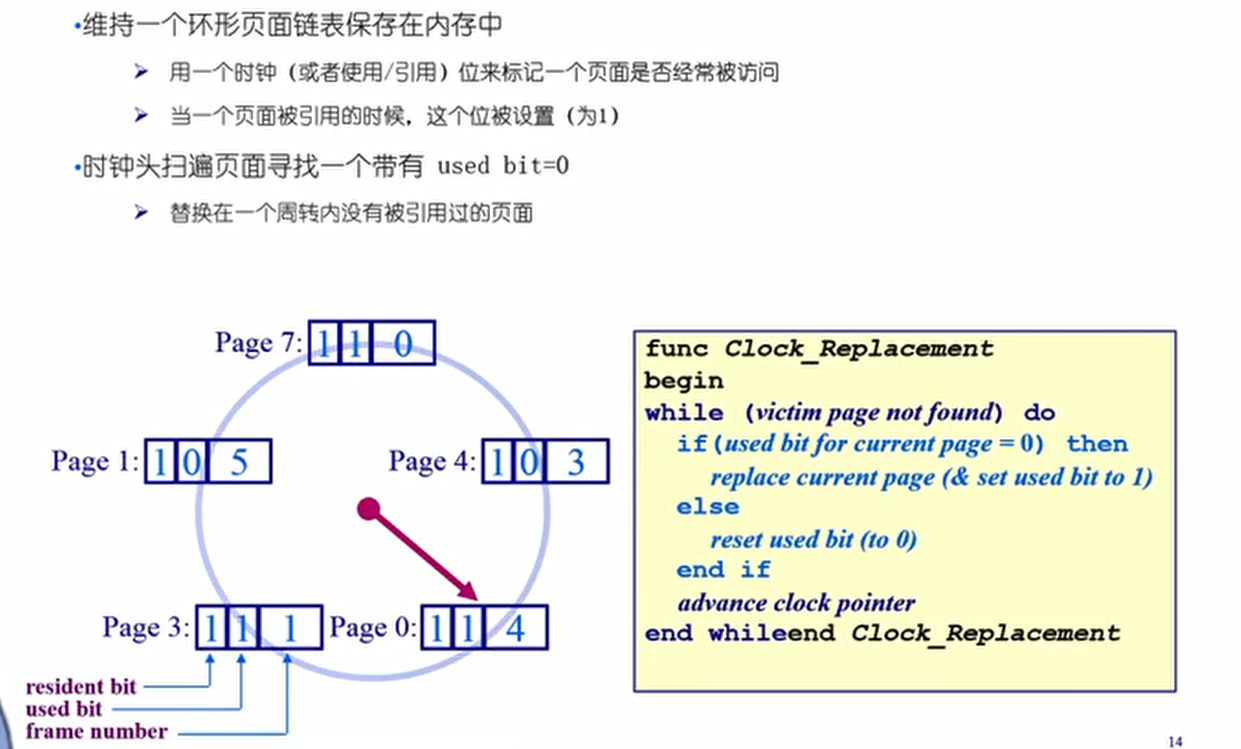 •维持一个环形页面链表保存在内存中
➢ 用一个时钟（或者使用/引用）位来标记一个页面是否经常被访问
➢ 当一个页面被引用的时候，这个位被设置（为1）
•时钟头扫遍页面寻找一个带有 used bit=0
➢ 替换在一个周转内没有被引用过的页面
Page 7: 1 1 0
Page 1: 1 0 5
Page 4: 1 0 3
Page 3: 1 1 1
Page 0: 1 1 4
resident bit
used bit
frame number
func Clock_Replacement
begin
while (victim page not found) do
if(used bit for current page = 0) then
replace current page (& set used bit to 1)
else
reset used bit (to 0)
end if
advance clock pointer
end whileend Clock_Replacement
14